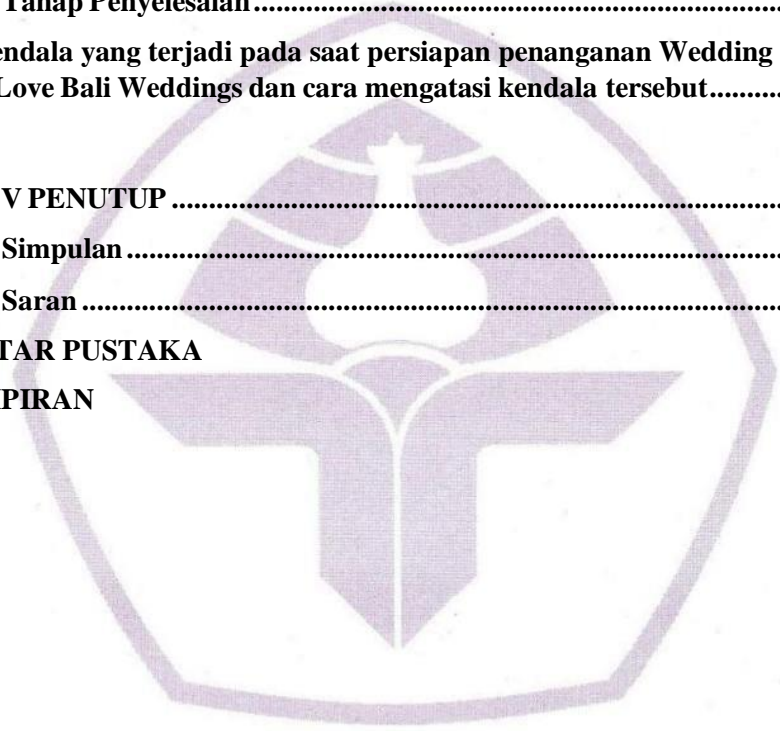 Tahap Penyelesaian..........................................................................................
endala yang terjadi pada saat persiapan penanganan Wedding
Love Bali Weddings dan cara mengatasi kendala tersebut...........
V PENUTUP ..........................................................................................
Simpulan ..........................................................................................
Saran ..........................................................................................
TAR PUSTAKA
PIRAN